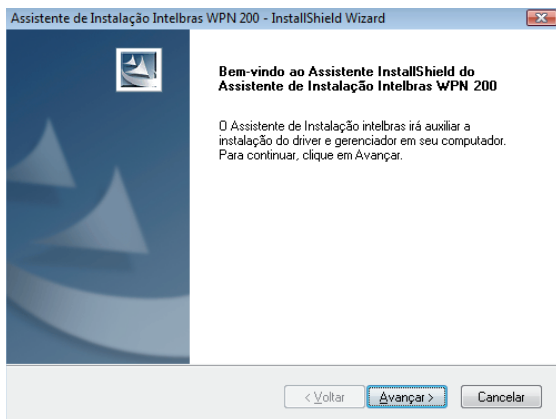 Assistente de Instalação Intelbras WPN 200 - InstallShield Wizard
Bem-vindo ao Assistente InstallShield do
Assistente de Instalação Intelbras WPN 200
O Assistente de Instalação intelbras irá auxiliar a
instalação do driver e gerenciador em seu computador.
Para continuar, clique em Avançar.
< Voltar Avançar > Cancelar